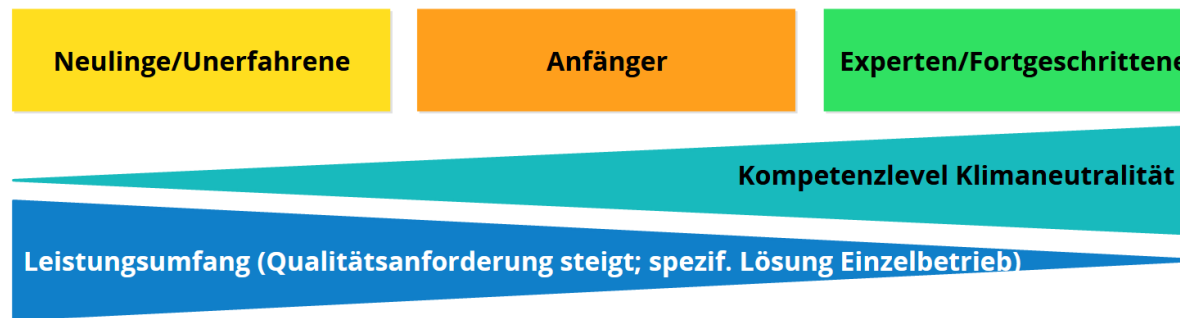 Neulinge/Unerfahrene
Anfänger
Experten/Fortgeschrittene
Kompetenzlevel Klimaneutralität
Leistungsumfang (Qualitätsanforderung steigt; spezif. Lösung Einzelbetrieb)